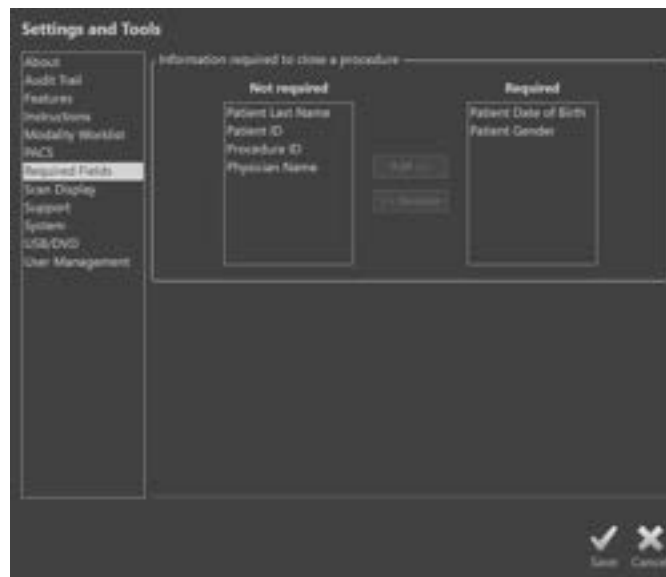 Settings and Tools
About
Audit Trail
Features
Instructions
Modality Worklist
PACS
Required Fields
Scan Display
Support
System
USB/DVD
User Management
Information required to close a procedure
Not required
Patient Last Name
Patient ID
Procedure ID
Physician Name
Add >>
<< Remove
Required
Patient Date of Birth
Patient Gender
Save
Cancel